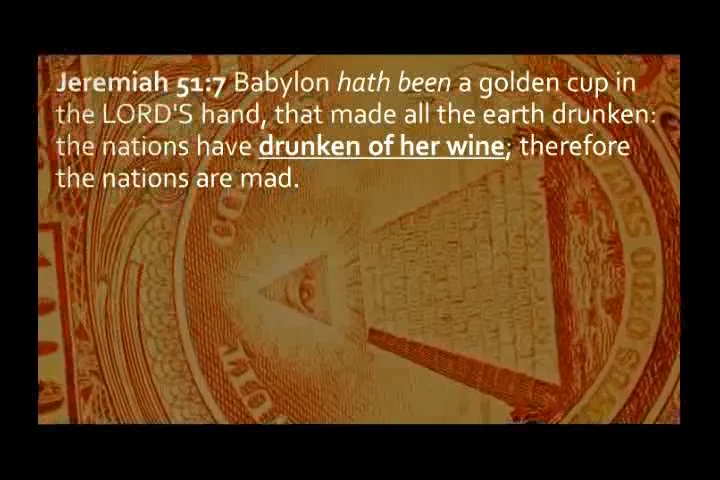 Jeremiah 51:7 Babylon hath been a golden cup in
the LORD'S hand, that made all the earth drunken:
the nations have drunken of her wine; therefore
the nations are mad.